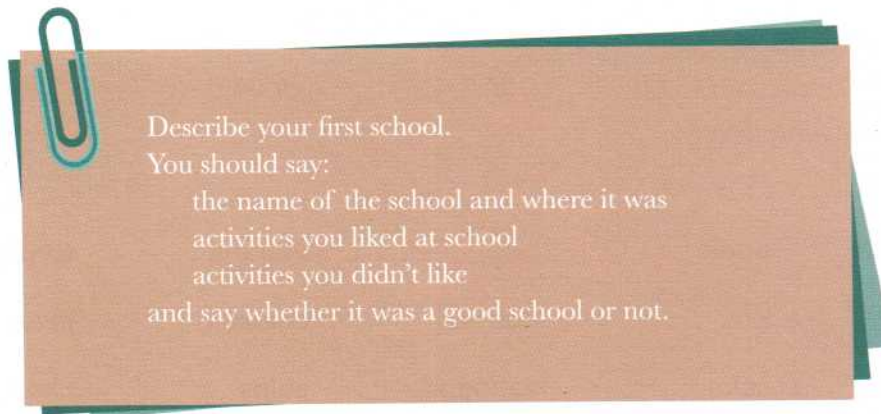 Describe your first school.
You should say:
the name of the school and where it was
activities you liked at school
activities you didn't like
and say whether it was a good school or not.